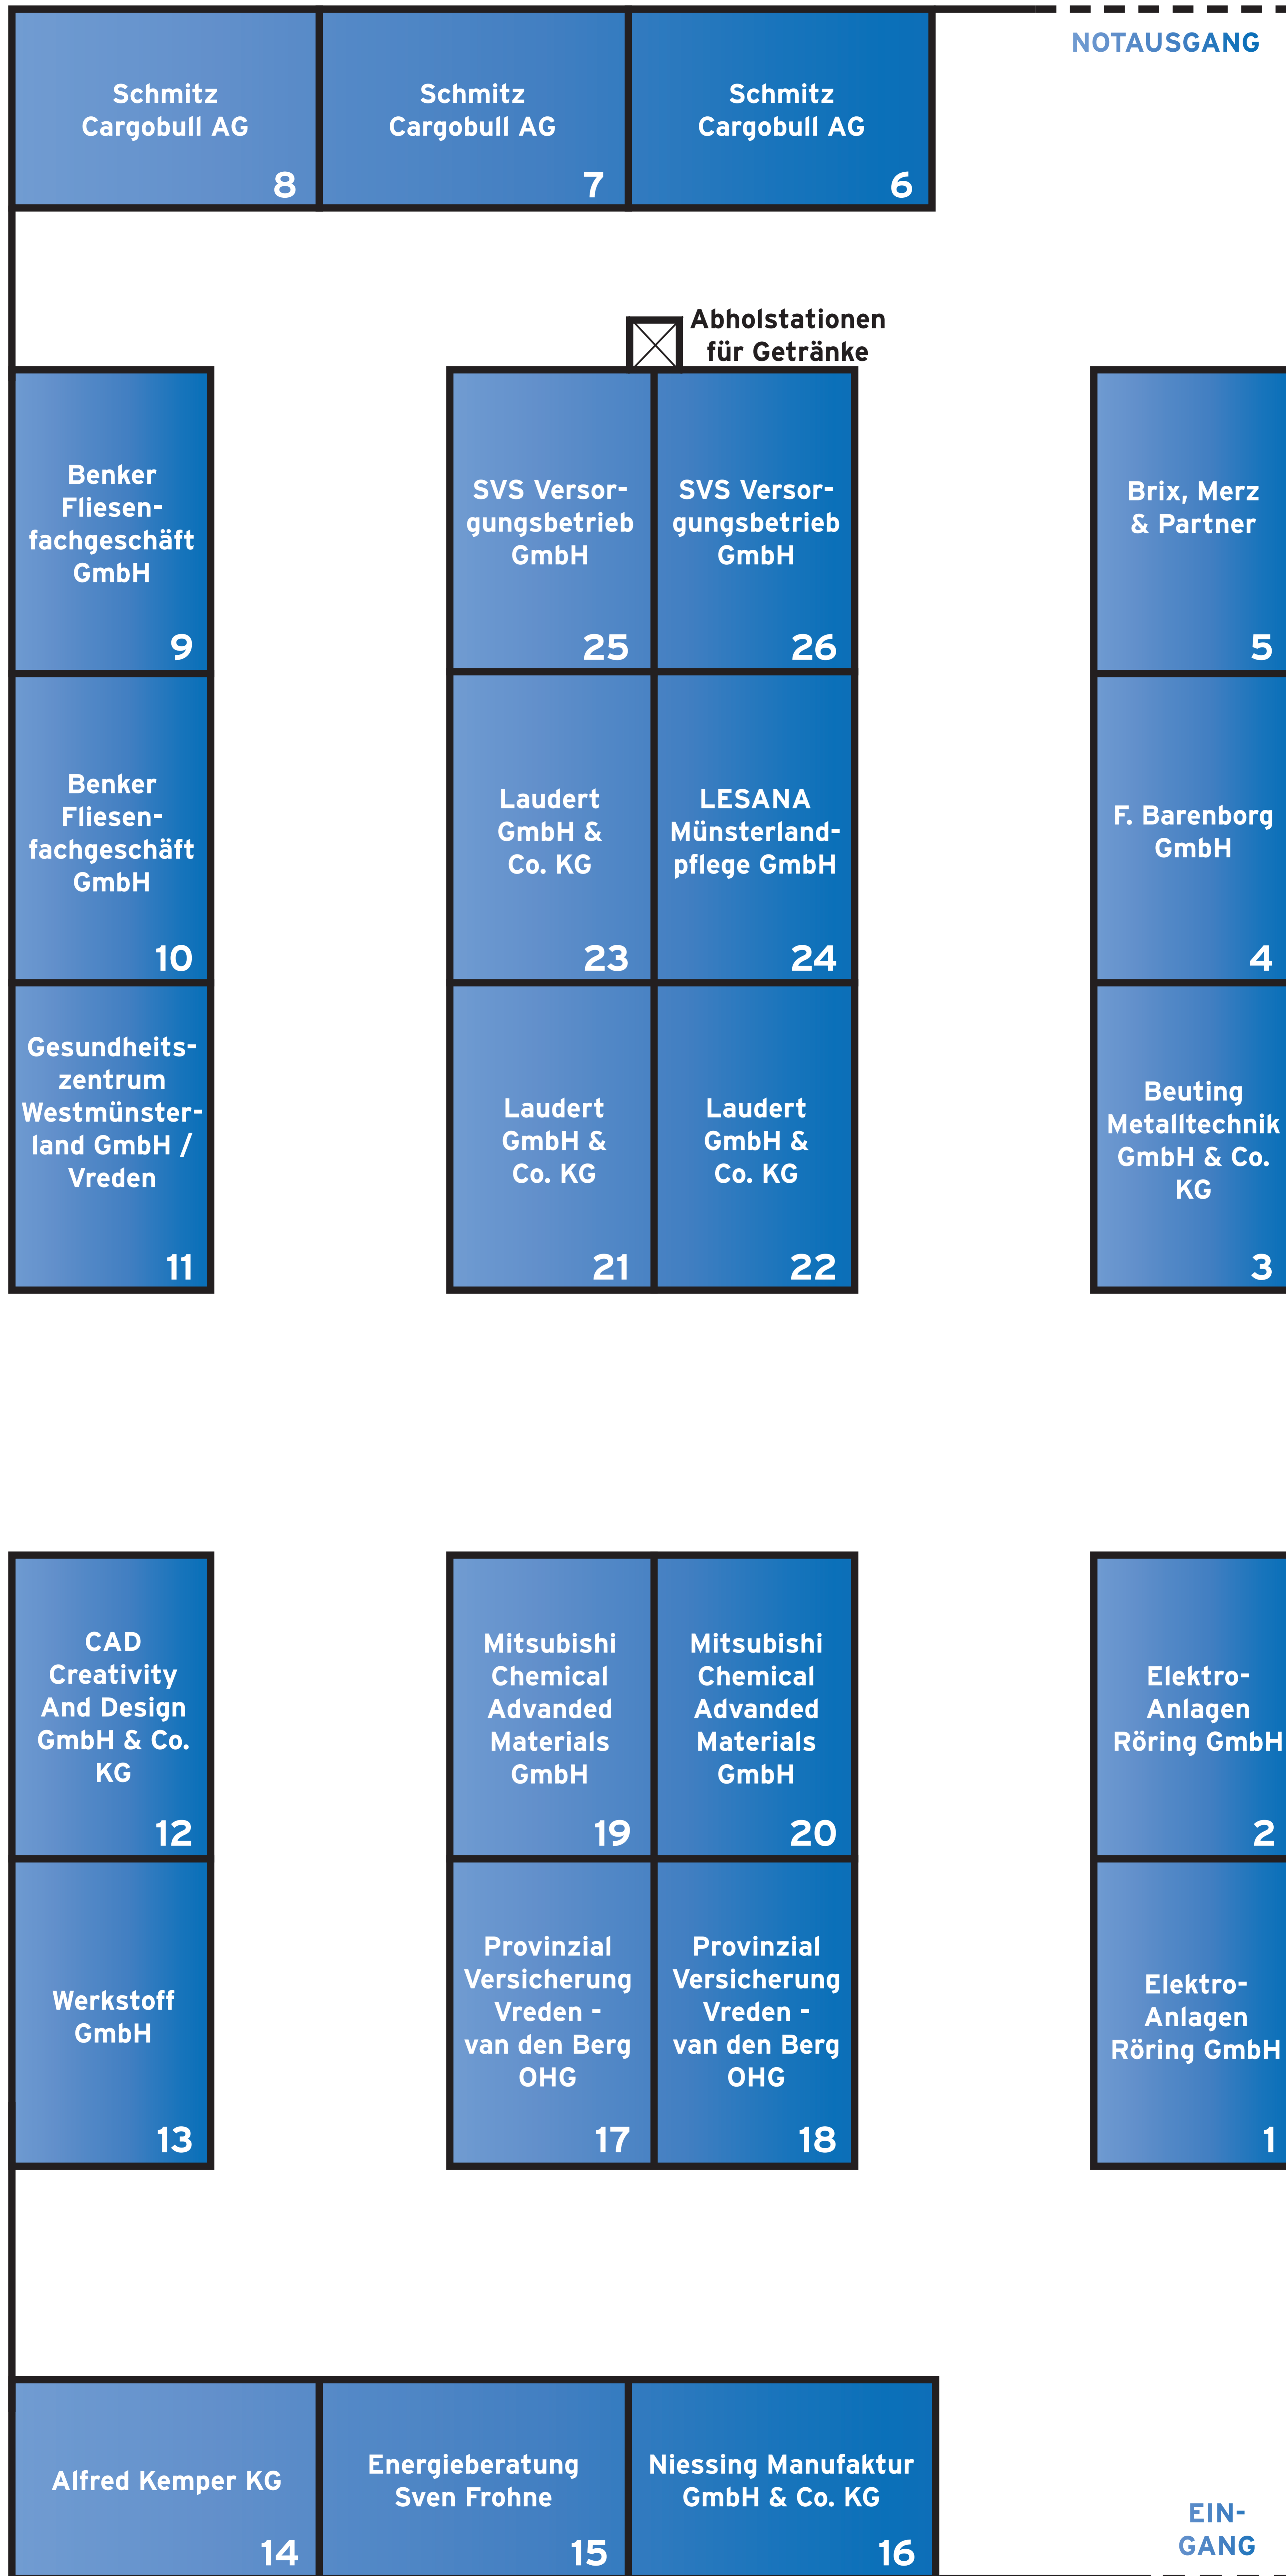 NOTAUSGANG
Schmitz
Cargobull AG
8
Schmitz
Cargobull AG
7
Schmitz
Cargobull AG
6
Abholstationen
für Getränke
Benker
Fliesen-
fachgeschäft
GmbH
9
SVS Versor-
gungsbetrieb
GmbH
25
SVS Versor-
gungsbetrieb
GmbH
26
Brix, Merz
& Partner
5
Benker
Fliesen-
fachgeschäft
GmbH
10
Laudert
GmbH &
Co. KG
23
LESANA
Münsterland-
pflege GmbH
24
F. Barenborg
GmbH
4
Gesundheits-
zentrum
Westmünster-
land GmbH /
Vreden
11
Laudert
GmbH &
Co. KG
21
Laudert
GmbH &
Co. KG
22
Beuting
Metalltechnik
GmbH & Co.
KG
3
CAD
Creativity
And Design
GmbH & Co.
KG
12
Mitsubishi
Chemical
Advanded
Materials
GmbH
19
Mitsubishi
Chemical
Advanded
Materials
GmbH
20
Elektro-
Anlagen
Röring GmbH
2
Werkstoff
GmbH
13
Provinzial
Versicherung
Vreden -
van den Berg
OHG
17
Provinzial
Versicherung
Vreden -
van den Berg
OHG
18
Elektro-
Anlagen
Röring GmbH
1
Alfred Kemper KG
14
Energieberatung
Sven Frohne
15
Niessing Manufaktur
GmbH & Co. KG
16
EIN-
GANG